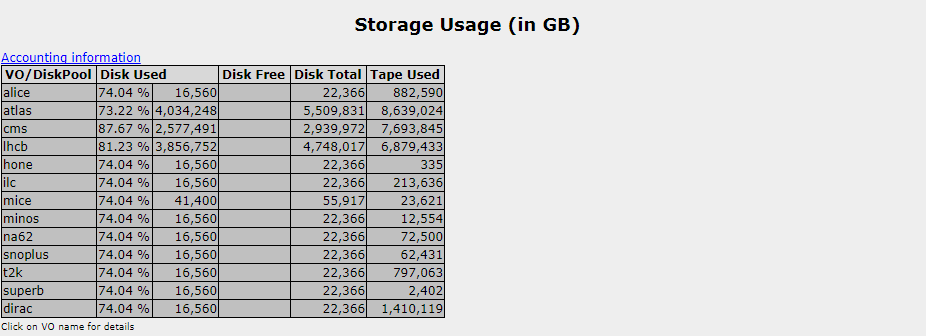 Storage Usage (in GB)
Accounting information
VO/DiskPool Disk Used Disk Free Disk Total Tape Used
alice 74.04 % 16,560 22,366 882,590
atlas 73.22 % 4,034,248 5,509,831 8,639,024
cms 87.67 % 2,577,491 2,939,972 7,693,845
lhcb 81.23 % 3,856,752 4,748,017 6,879,433
hone 74.04 % 16,560 22,366 335
ilc 74.04 % 16,560 22,366 213,636
mice 74.04 % 41,400 55,917 23,621
minos 74.04 % 16,560 22,366 12,554
na62 74.04 % 16,560 22,366 72,500
snoplus 74.04 % 16,560 22,366 62,431
t2k 74.04 % 16,560 22,366 797,063
superb 74.04 % 16,560 22,366 2,402
dirac 74.04 % 16,560 22,366 1,410,119
Click on VO name for details